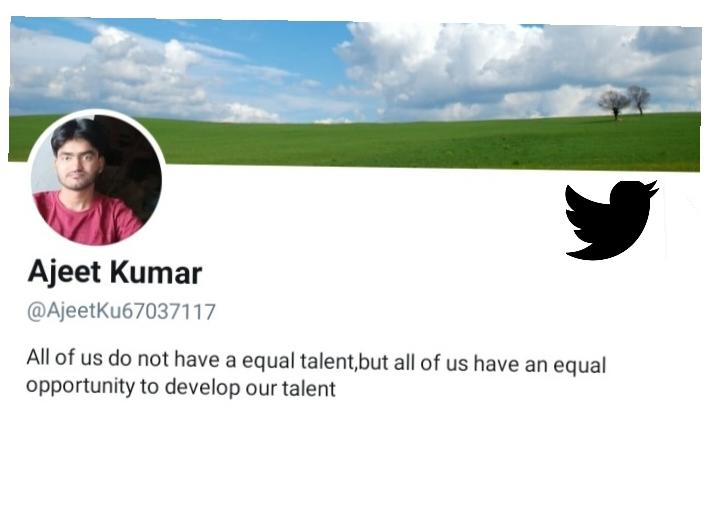 Ajeet Kumar
@AjeetKu67037117
All of us do not have a equal talent,but all of us have an equal
opportunity to develop our talent